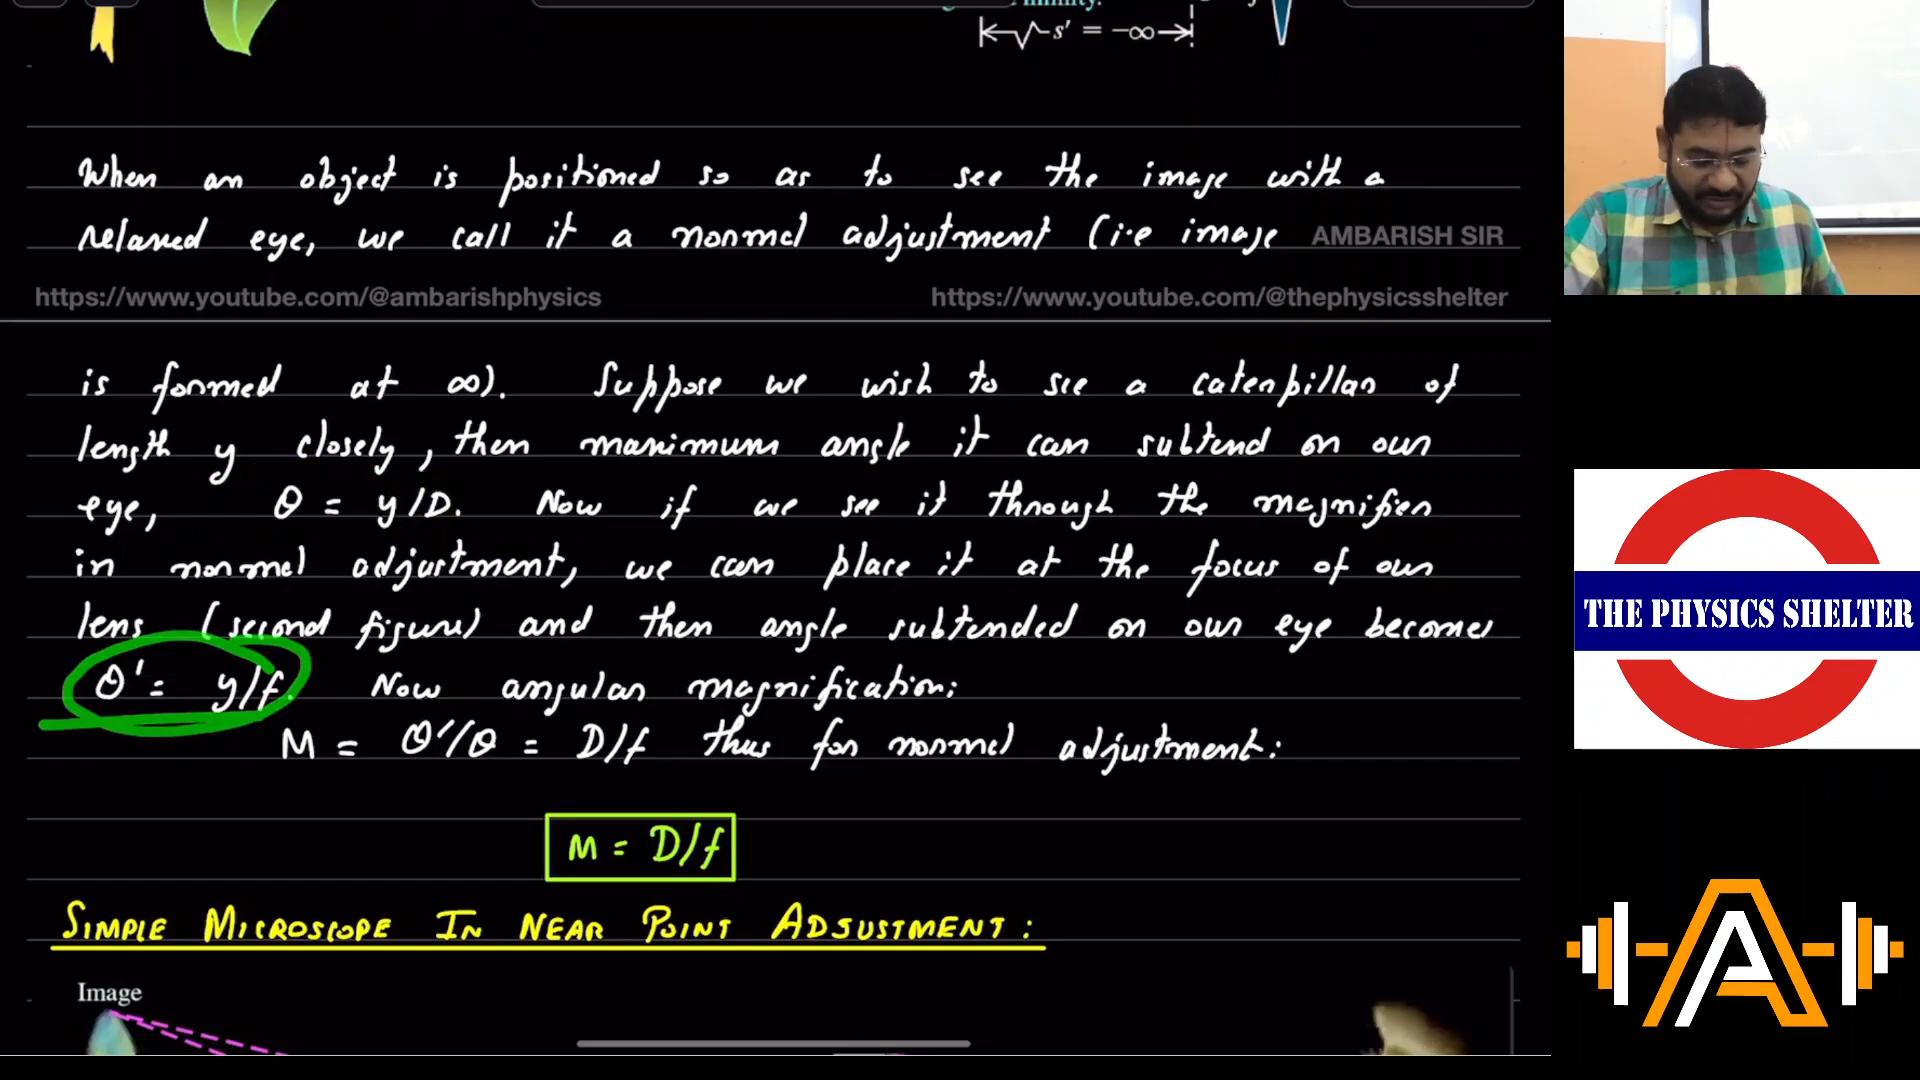 s' = -∞
When an object is positioned so as to see the image with a
relaxed eye, we call it a normal adjustment (i.e image
AMBARISH SIR
https://www.youtube.com/@ambarishphysics
https://www.youtube.com/@thephysicsshelter
is formed at ∞). Suppose we wish to see a caterpillar of
length y closely, then maximum angle it can subtend on our
eye, θ = y/D. Now if we see it through the magnifier
in normal adjustment, we can place it at the focus of our
lens (second figure) and then angle subtended on our eye becomes
θ' = y/f. Now angular magnification:
M = θ'/θ = D/f thus for normal adjustment:
M = D/f
SIMPLE MICROSCOPE IN NEAR POINT ADJUSTMENT:
Image
THE PHYSICS SHELTER